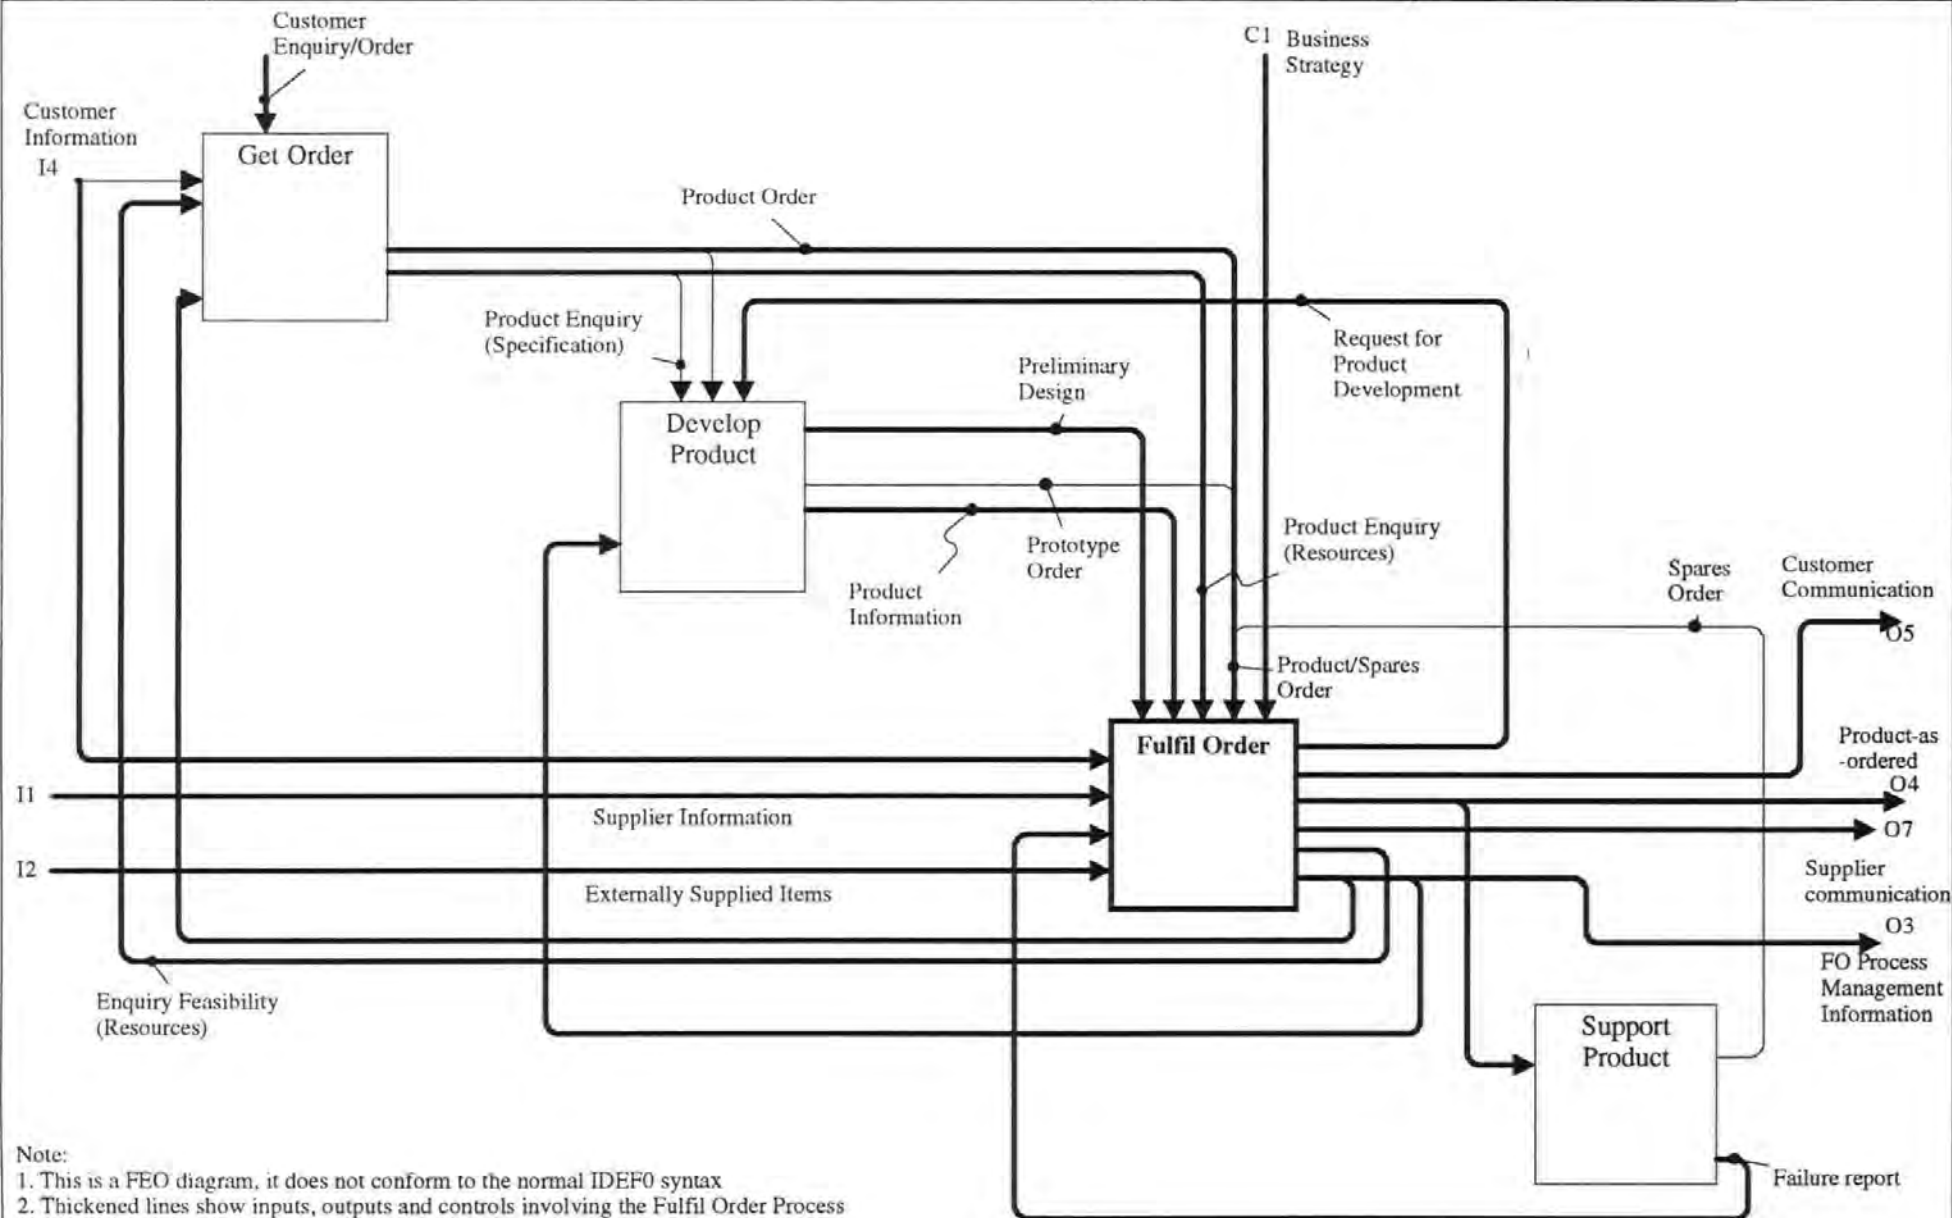 Customer
Enquiry/Order
C1 Business
Strategy
Customer
Information
I4
Get Order
Product Order
Product Enquiry
(Specification)
Request for
Product
Development
Preliminary
Design
Develop
Product
Product Enquiry
(Resources)
Prototype
Order
Product
Information
Spares
Order
Customer
Communication
O5
Product/Spares
Order
Fulfil Order
Product-as
-ordered
O4
I1
Supplier Information
O7
I2
Externally Supplied Items
Supplier
communication
O3
FO Process
Management
Information
Enquiry Feasibility
(Resources)
Support
Product
Failure report
Note:
1. This is a FEO diagram, it does not conform to the normal IDEF0 syntax
2. Thickened lines show inputs, outputs and controls involving the Fulfil Order Process